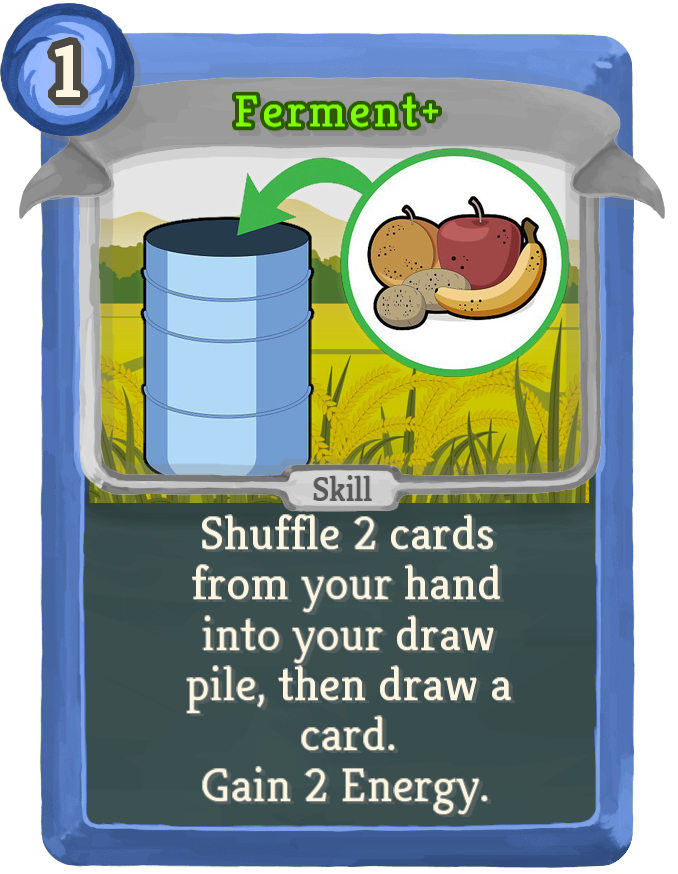 1
Ferment+
Skill
Shuffle 2 cards
from your hand
into your draw
pile, then draw a
card.
Gain 2 Energy.